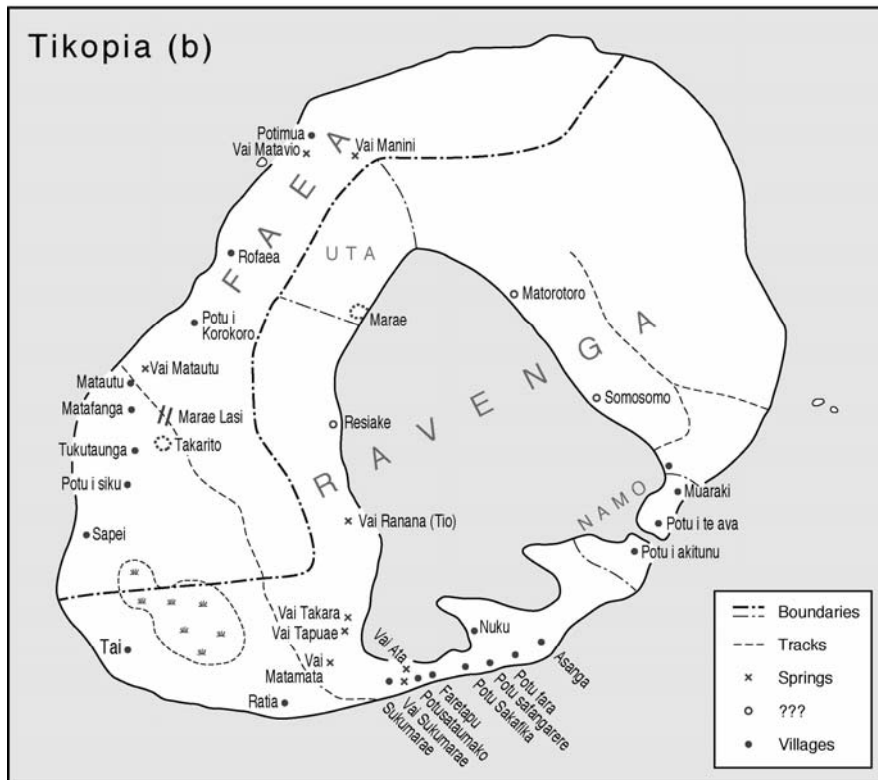 Tikopia (b)
Potimua
Vai Matavio
Vai Manini
FAEA
UTA
Rofaea
Matorotoro
Marae
Potu i
Korokoro
Vai Matautu
Matautu
Matafanga
Marae Lasi
Takarito
Tukutaunga
Potu i siku
Sapei
Resiake
RAVENGA
Somosomo
NAMO
Muaraki
Potu i te ava
Potu i akitunu
Vai Ranana (Tio)
Vai Takara
Vai Tapuae
Vai
Matamata
Tai
Ratia
Vai Ata
Nuku
Sukumarae
Vai Sukumarae
Potusataumako
Faretapu
Potu Sakafika
Potu safangarere
Potu fara
Asanga
Boundaries
Tracks
Springs
???
Villages